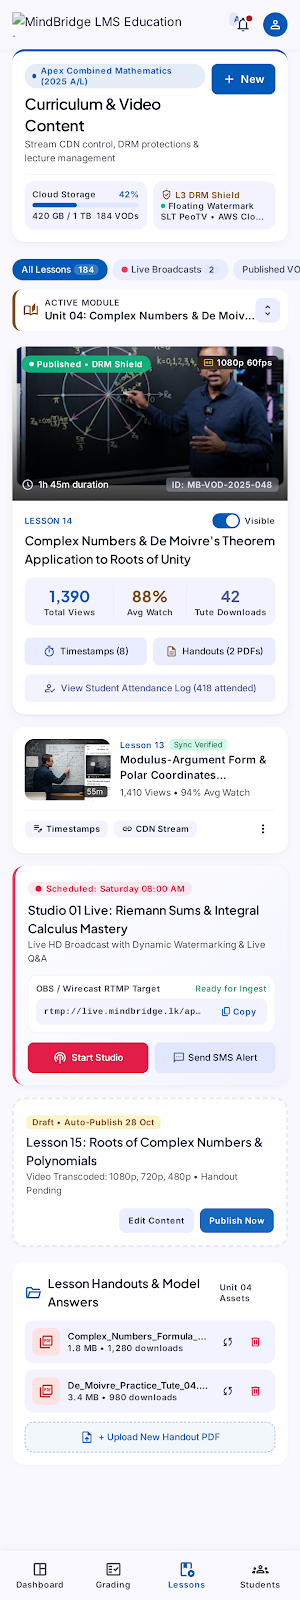 MindBridge LMS Education
A
Apex Combined Mathematics
(2025 A/L)
+ New
Curriculum & Video
Content
Stream CDN control, DRM protections &
lecture management
Cloud Storage 42%
420 GB / 1 TB 184 VODs
L3 DRM Shield
Floating Watermark
SLT PeoTV • AWS Clo...
All Lessons 184
Live Broadcasts 2
Published VO
ACTIVE MODULE
Unit 04: Complex Numbers & De Moiv...
Published • DRM Shield
1080p 60fps
k=0,1,2,3,4,
1h 45m duration
ID: MB-VOD-2025-048
LESSON 14
Visible
Complex Numbers & De Moivre's Theorem
Application to Roots of Unity
1,390
Total Views
88%
Avg Watch
42
Tute Downloads
Timestamps (8)
Handouts (2 PDFs)
View Student Attendance Log (418 attended)
55m
Lesson 13 Sync Verified
Modulus-Argument Form &
Polar Coordinates...
1,410 Views • 94% Avg Watch
Timestamps
CDN Stream
Scheduled: Saturday 08:00 AM
Studio 01 Live: Riemann Sums & Integral
Calculus Mastery
Live HD Broadcast with Dynamic Watermarking & Live
Q&A
OBS / Wirecast RTMP Target Ready for Ingest
rtmp://live.mindbridge.lk/ap… Copy
Start Studio
Send SMS Alert
Draft • Auto-Publish 28 Oct
Lesson 15: Roots of Complex Numbers &
Polynomials
Video Transcoded: 1080p, 720p, 480p • Handout
Pending
Edit Content
Publish Now
Lesson Handouts & Model
Answers
Unit 04
Assets
Complex_Numbers_Formula_...
1.8 MB • 1,280 downloads
De_Moivre_Practice_Tute_04....
3.4 MB • 980 downloads
+ Upload New Handout PDF
Dashboard
Grading
Lessons
Students